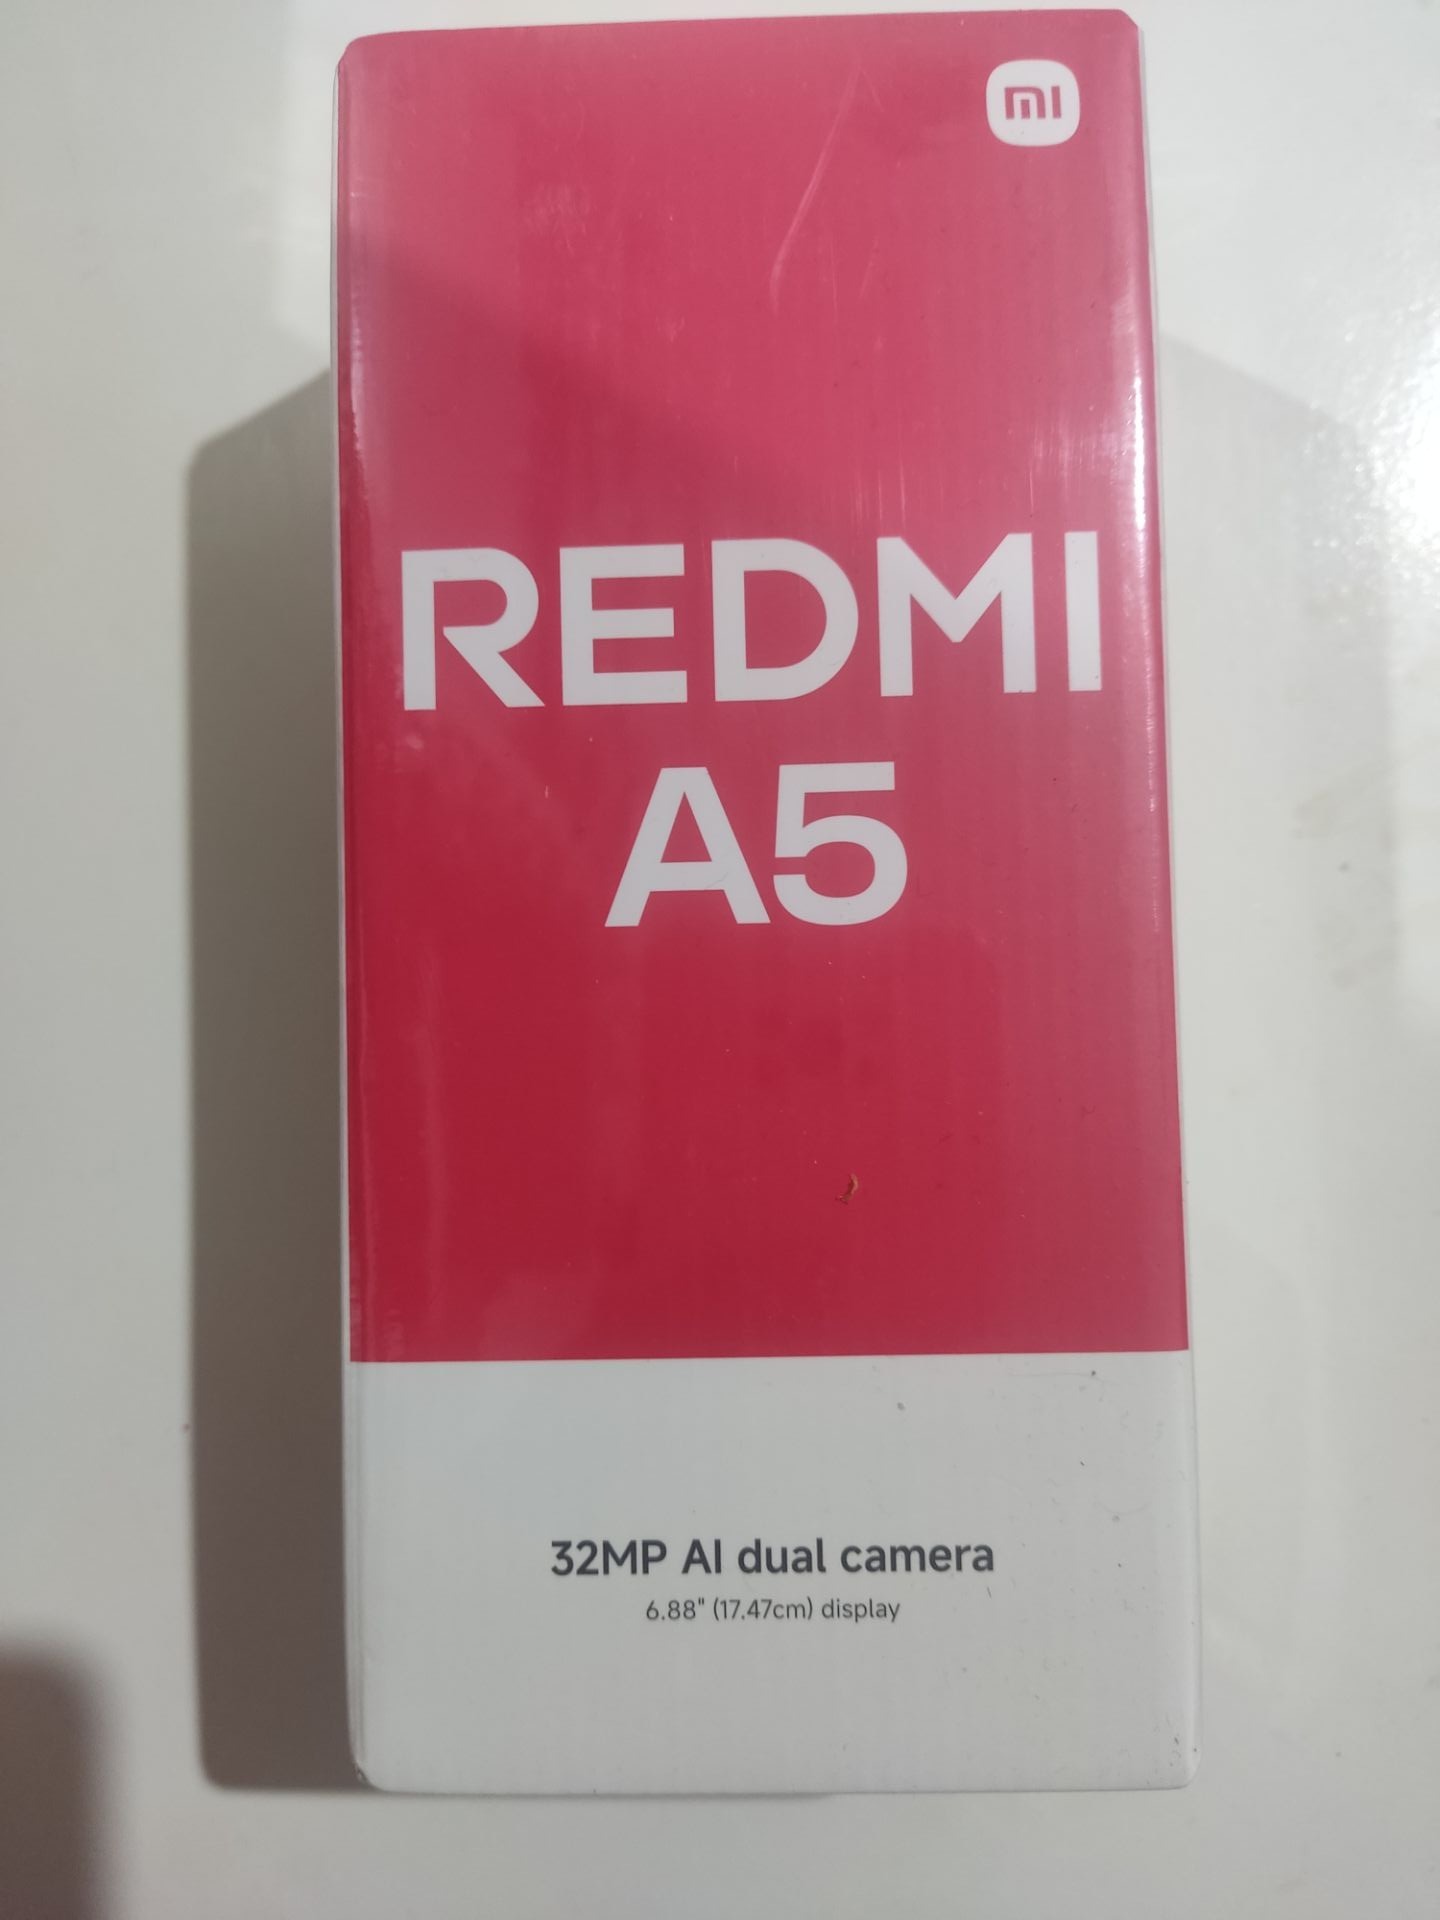 mi
REDMI
A5
32MP AI dual camera
6.88" (17.47cm) display